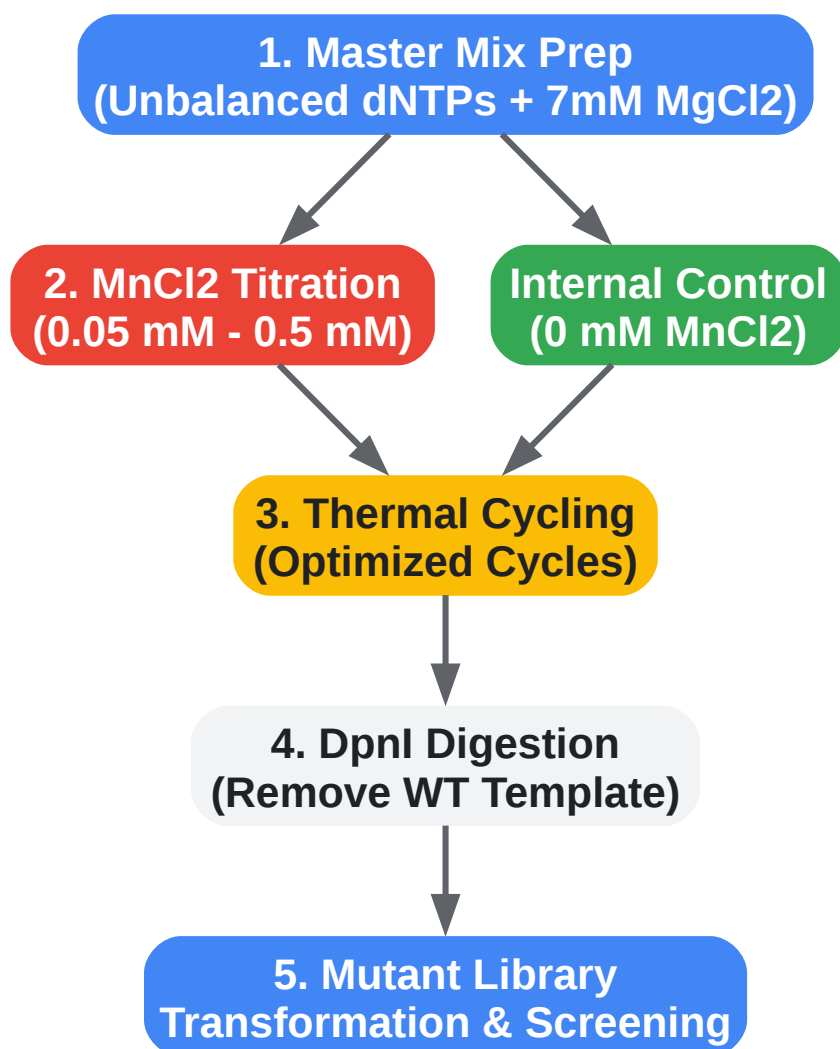 1. Master Mix Prep
(Unbalanced dNTPs + 7mM MgCl2)
2. MnCl2 Titration
(0.05 mM - 0.5 mM)
Internal Control
(0 mM MnCl2)
3. Thermal Cycling
(Optimized Cycles)
4. DpnI Digestion
(Remove WT Template)
5. Mutant Library
Transformation & Screening